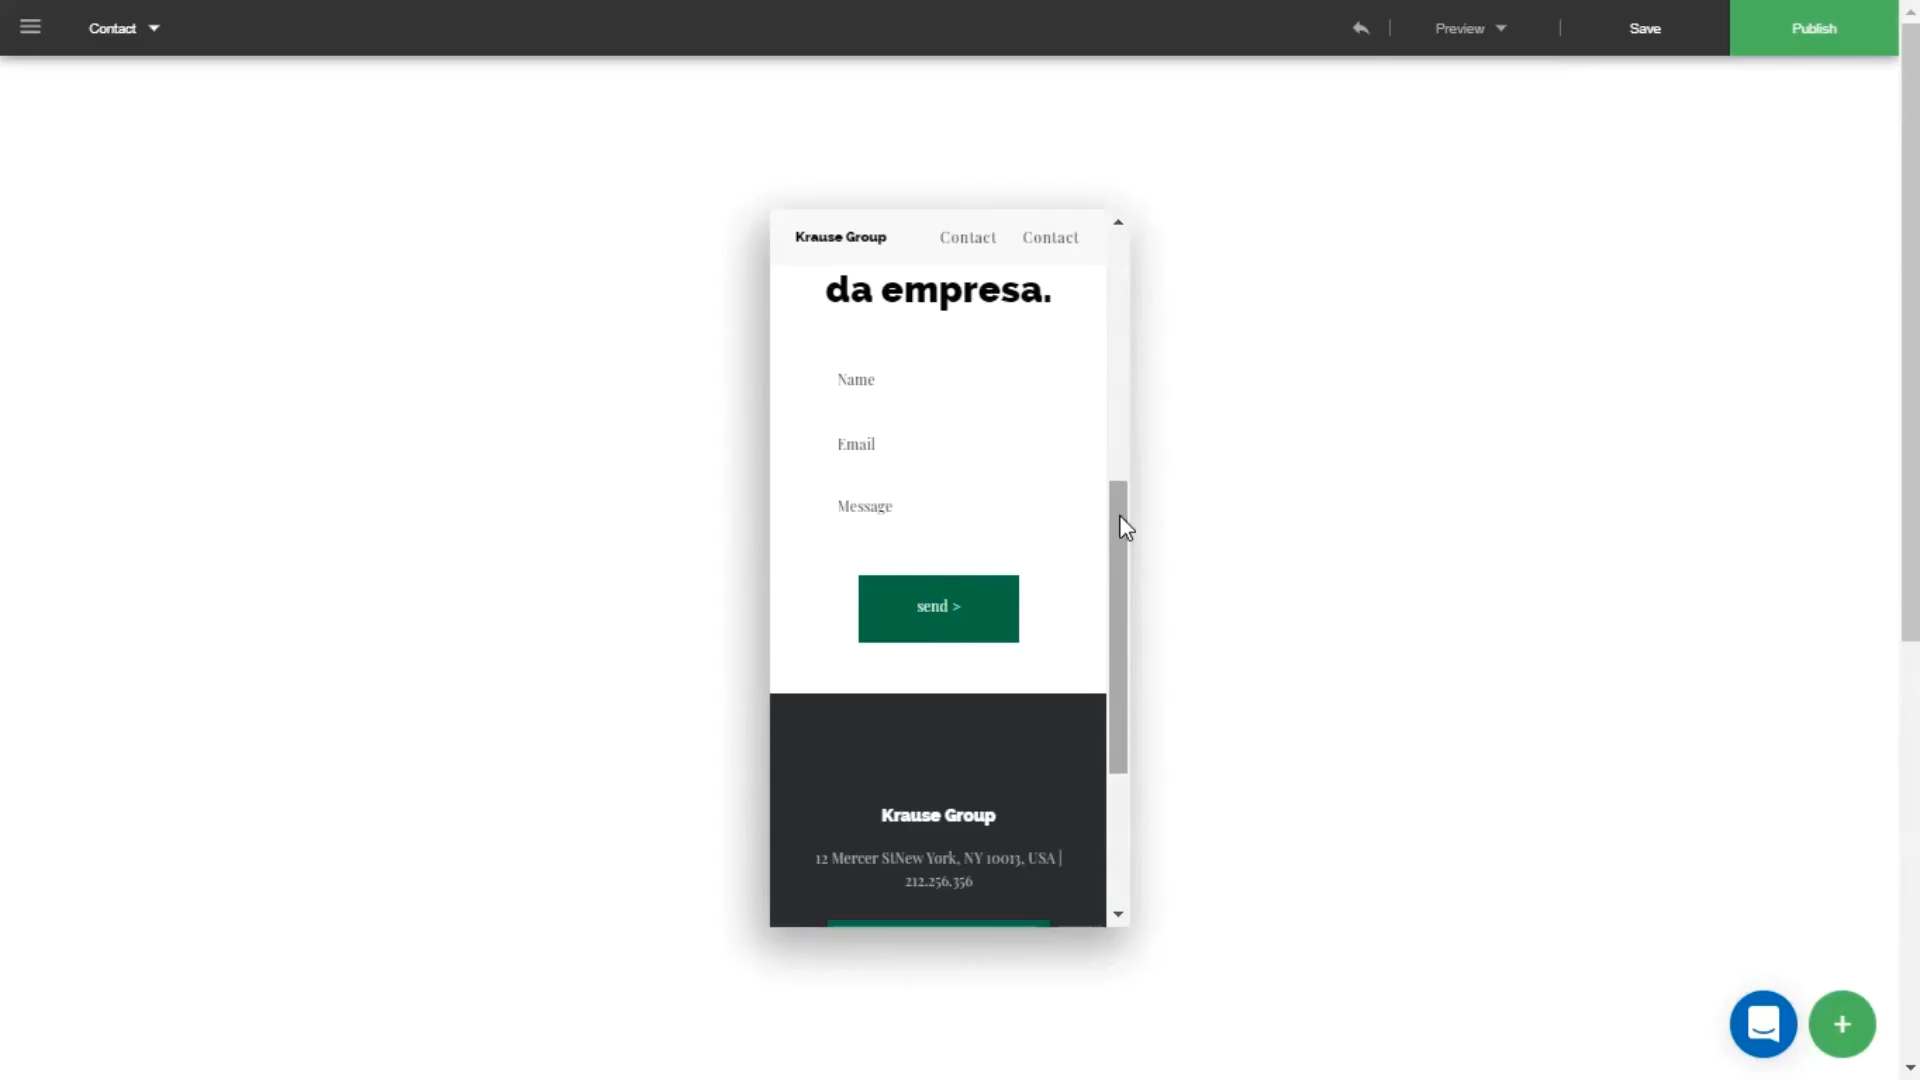 Contact
Preview
Save
Publish
Krause Group
Contact
Contact
da empresa.
Name
Email
Message
send >
Krause Group
12 Mercer StNew York, NY 10013, USA |
212.256.356